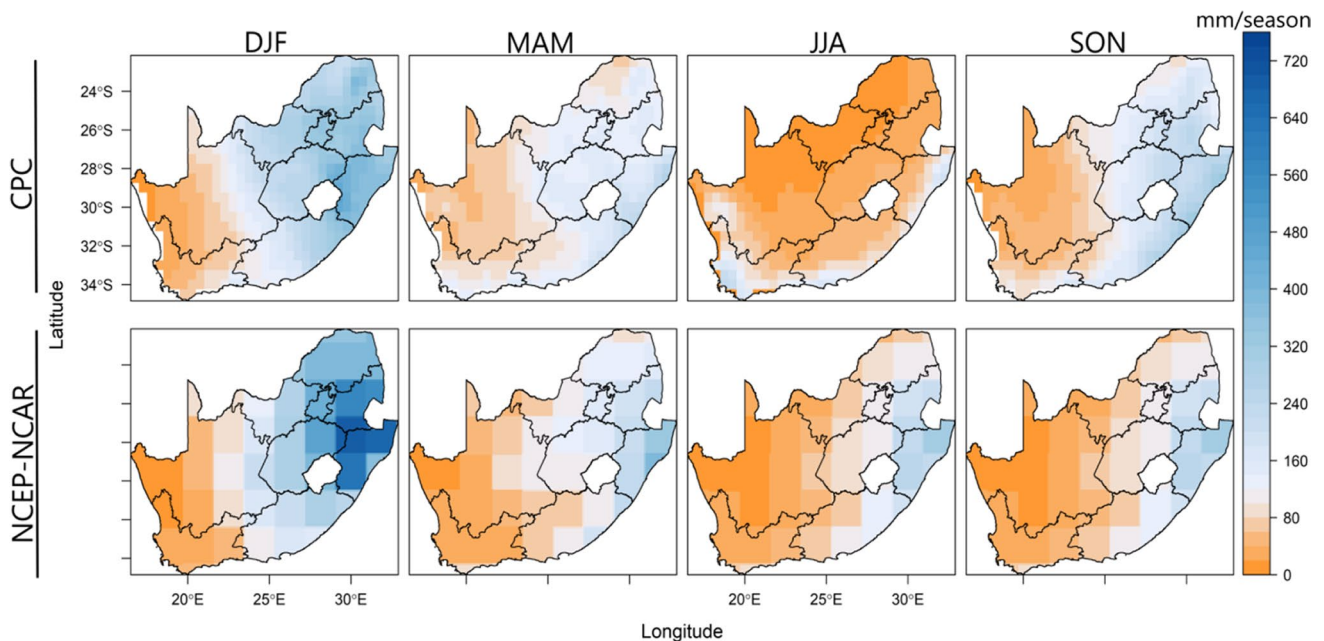 mm/season
DJF MAM JJA SON
720
640
560
480
400
320
240
160
80
0
CPC
NCEP-NCAR
Latitude
24°S
26°S
28°S
30°S
32°S
34°S
20°E 25°E 30°E 20°E 25°E 30°E
Longitude